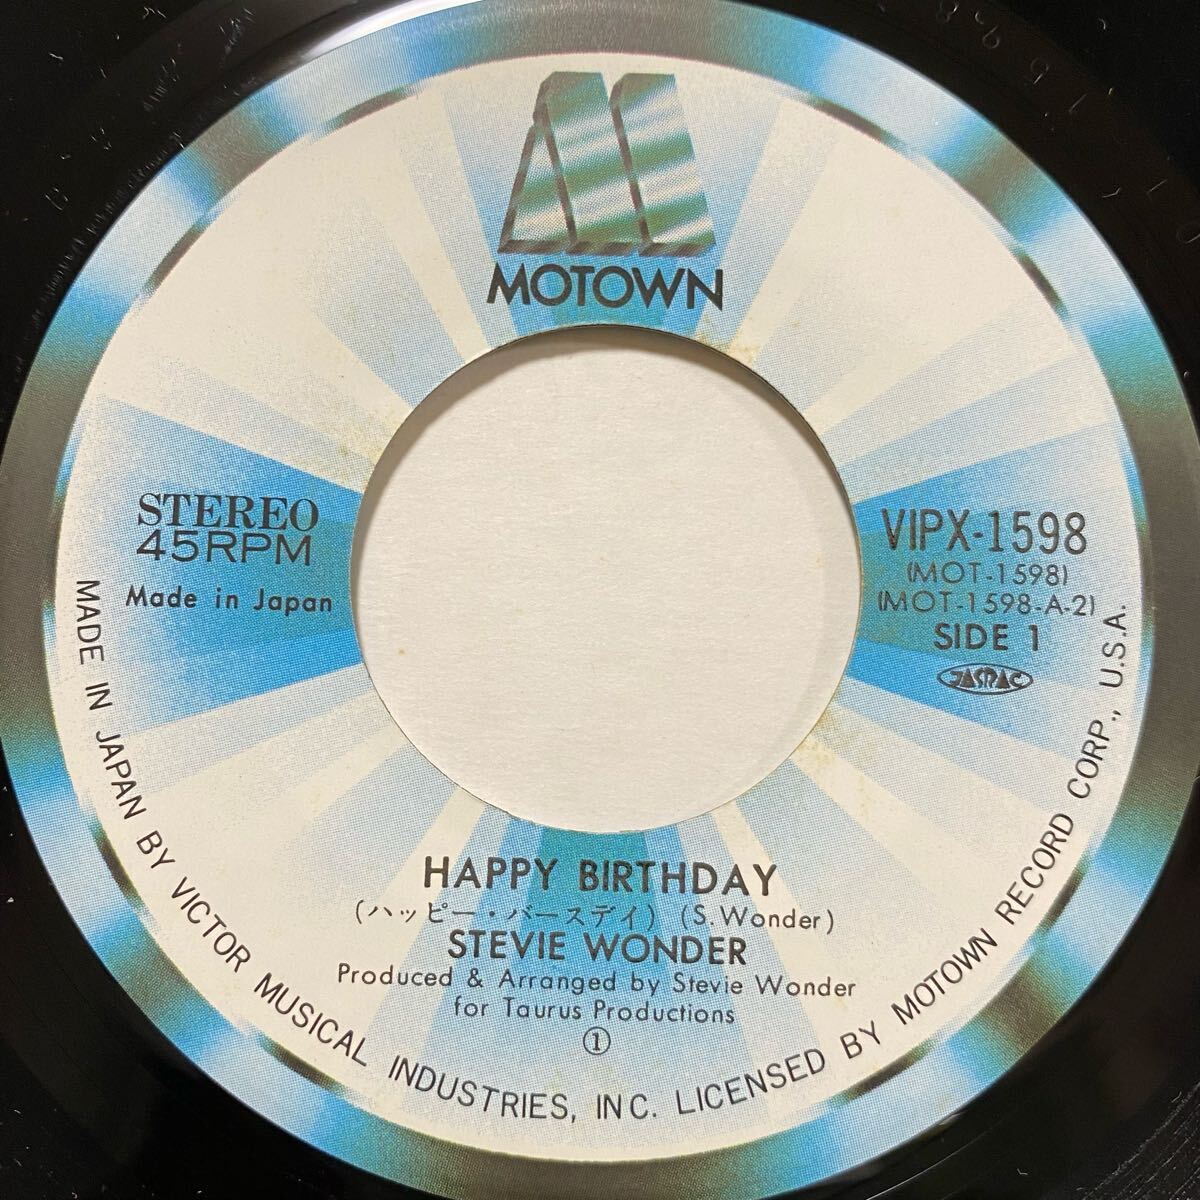 MOTOWN
STEREO
45RPM
Made in Japan
VIPX-1598
(MOT-1598)
(MOT-1598-A-2)
SIDE 1
JASRAC
HAPPY BIRTHDAY
(ハッピー・バースデイ) (S.Wonder)
STEVIE WONDER
Produced & Arranged by Stevie Wonder
for Taurus Productions
①
MADE IN JAPAN BY VICTOR MUSICAL INDUSTRIES, INC. LICENSED BY MOTOWN RECORD CORP., U.S.A.